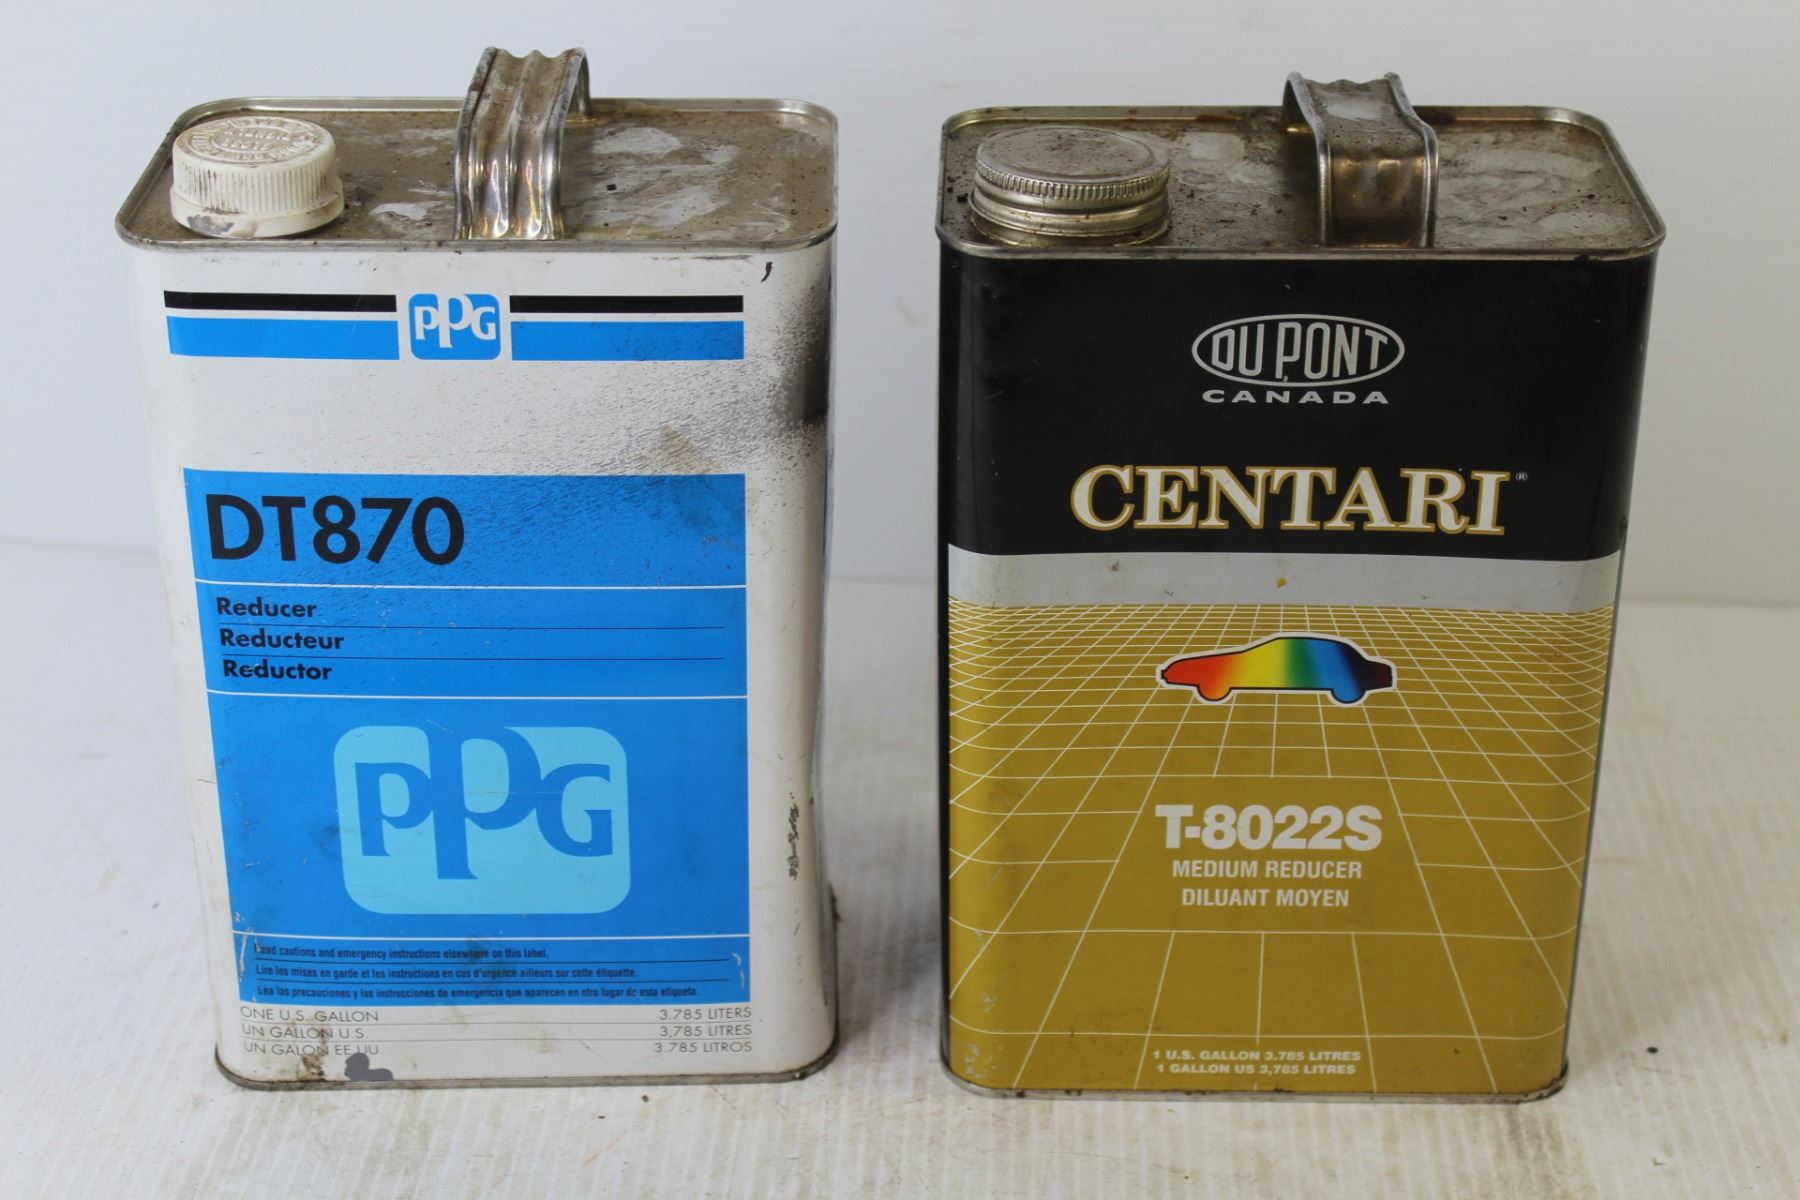 PPG
DT870
Reducer
Reducteur
Reductor
PPG
Read cautions and emergency instructions elsewhere on this label.
Lire les mises en garde et les instructions en cas d'urgence ailleurs sur cette étiquette.
Lea las precauciones y las instrucciones de emergencia que aparecen en otro lugar de esta etiqueta.
ONE U.S. GALLON 3.785 LITERS
UN GALLON U.S. 3,785 LITRES
UN GALON EE.UU. 3.785 LITROS
DU PONT
CANADA
CENTARI®
T-8022S
MEDIUM REDUCER
DILUANT MOYEN
1 U.S. GALLON 3.785 LITRES
1 GALLON US 3,785 LITRES